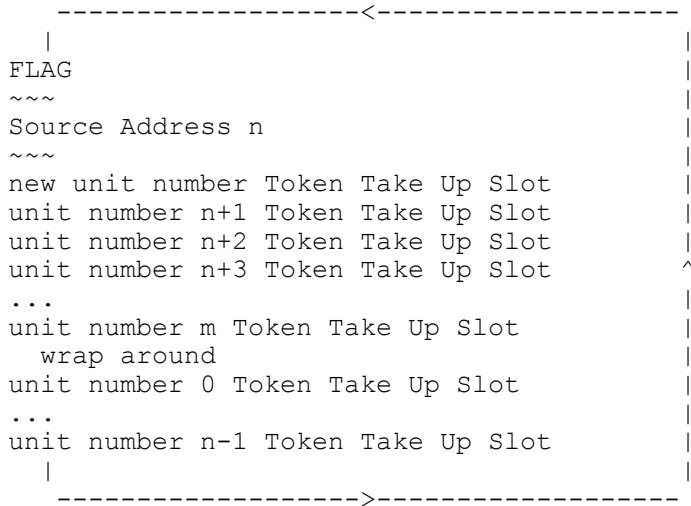 -------------------<-------------------
| |
FLAG |
~~~ |
Source Address n |
~~~ |
new unit number Token Take Up Slot |
unit number n+1 Token Take Up Slot |
unit number n+2 Token Take Up Slot |
unit number n+3 Token Take Up Slot ^
... |
unit number m Token Take Up Slot |
wrap around |
unit number 0 Token Take Up Slot |
... |
unit number n-1 Token Take Up Slot |
| |
------------------->-------------------